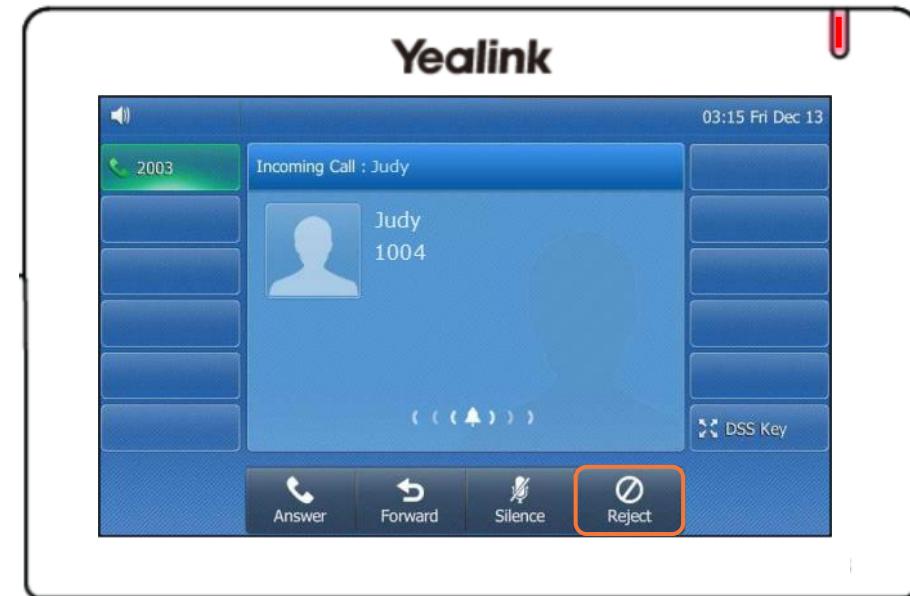 Yealink
03:15 Fri Dec 13
2003
Incoming Call : Judy
Judy
1004
DSS Key
Answer Forward Silence Reject